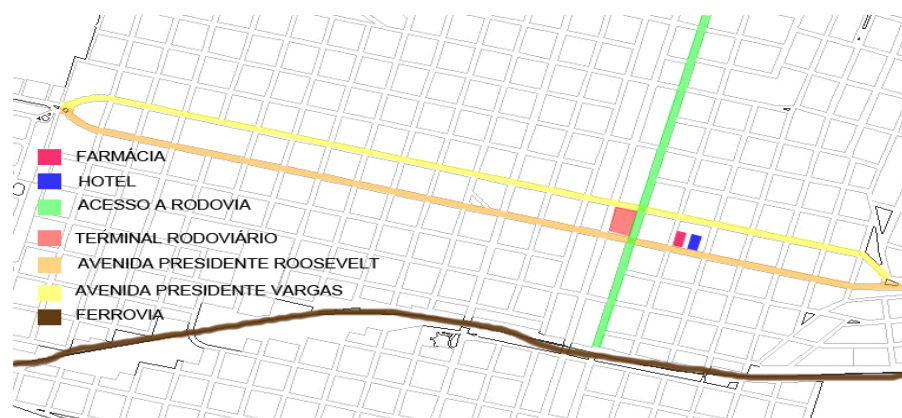 FARMÁCIA
HOTEL
ACESSO A RODOVIA
TERMINAL RODOVIÁRIO
AVENIDA PRESIDENTE ROOSEVELT
AVENIDA PRESIDENTE VARGAS
FERROVIA